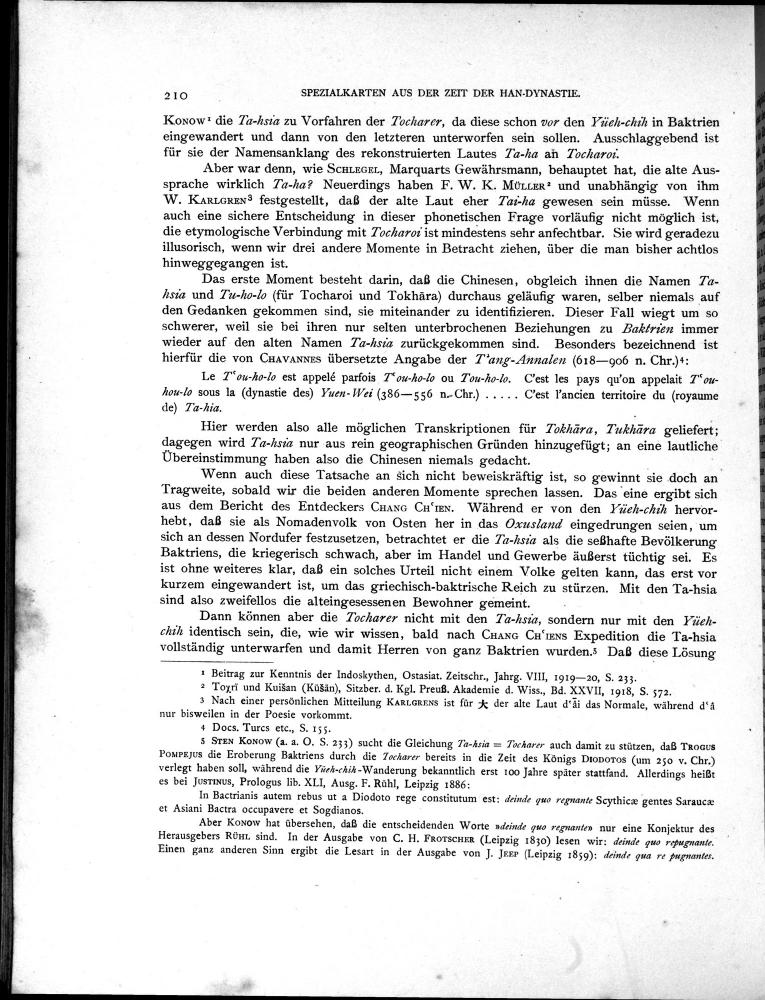 210
SPEZIALKARTEN AUS DER ZEIT DER HAN-DYNASTIE.
KONOW¹ die Ta-hsia zu Vorfahren der Tocharer, da diese schon vor den Yüeh-chih in Baktrien
eingewandert und dann von den letzteren unterworfen sein sollen. Ausschlaggebend ist
für sie der Namensanklang des rekonstruierten Lautes Ta-ha an Tocharoi.
Aber war denn, wie SCHLEGEL, Marquarts Gewährsmann, behauptet hat, die alte Aus-
sprache wirklich Ta-ha? Neuerdings haben F. W. K. MÜLLER² und unabhängig von ihm
W. KARLGREN³ festgestellt, daß der alte Laut eher Tai-ha gewesen sein müsse. Wenn
auch eine sichere Entscheidung in dieser phonetischen Frage vorläufig nicht möglich ist,
die etymologische Verbindung mit Tocharoi ist mindestens sehr anfechtbar. Sie wird geradezu
illusorisch, wenn wir drei andere Momente in Betracht ziehen, über die man bisher achtlos
hinweggegangen ist.
Das erste Moment besteht darin, daß die Chinesen, obgleich ihnen die Namen Ta-
hsia und Tu-ho-lo (für Tocharoi und Tokhāra) durchaus geläufig waren, selber niemals auf
den Gedanken gekommen sind, sie miteinander zu identifizieren. Dieser Fall wiegt um so
schwerer, weil sie bei ihren nur selten unterbrochenen Beziehungen zu Baktrien immer
wieder auf den alten Namen Ta-hsia zurückgekommen sind. Besonders bezeichnend ist
hierfür die von CHAVANNES übersetzte Angabe der T'ang-Annalen (618—906 n. Chr.)⁴:
Le Tʿou-ho-lo est appelé parfois Tʿou-ho-lo ou Tou-ho-lo. C'est les pays qu'on appelait Tʿou-
hou-lo sous la (dynastie des) Yuen-Wei (386—556 n. Chr.) ..... C'est l'ancien territoire du (royaume
de) Ta-hia.
Hier werden also alle möglichen Transkriptionen für Tokhāra, Tukhāra geliefert;
dagegen wird Ta-hsia nur aus rein geographischen Gründen hinzugefügt; an eine lautliche
Übereinstimmung haben also die Chinesen niemals gedacht.
Wenn auch diese Tatsache an sich nicht beweiskräftig ist, so gewinnt sie doch an
Tragweite, sobald wir die beiden anderen Momente sprechen lassen. Das eine ergibt sich
aus dem Bericht des Entdeckers CHANG CHʿIEN. Während er von den Yüeh-chih hervor-
hebt, daß sie als Nomadenvolk von Osten her in das Oxusland eingedrungen seien, um
sich an dessen Nordufer festzusetzen, betrachtet er die Ta-hsia als die seßhafte Bevölkerung
Baktriens, die kriegerisch schwach, aber im Handel und Gewerbe äußerst tüchtig sei. Es
ist ohne weiteres klar, daß ein solches Urteil nicht einem Volke gelten kann, das erst vor
kurzem eingewandert ist, um das griechisch-baktrische Reich zu stürzen. Mit den Ta-hsia
sind also zweifellos die alteingesessenen Bewohner gemeint.
Dann können aber die Tocharer nicht mit den Ta-hsia, sondern nur mit den Yüeh-
chih identisch sein, die, wie wir wissen, bald nach CHANG CHʿIENS Expedition die Ta-hsia
vollständig unterwarfen und damit Herren von ganz Baktrien wurden.⁵ Daß diese Lösung
¹ Beitrag zur Kenntnis der Indoskythen, Ostasiat. Zeitschr., Jahrg. VIII, 1919—20, S. 233.
² Toχrï und Kuišan (Kūšān), Sitzber. d. Kgl. Preuß. Akademie d. Wiss., Bd. XXVII, 1918, S. 572.
³ Nach einer persönlichen Mitteilung KARLGRENS ist für 大 der alte Laut d'âi das Normale, während d'â
nur bisweilen in der Poesie vorkommt.
⁴ Docs. Turcs etc., S. 155.
⁵ STEN KONOW (a. a. O. S. 233) sucht die Gleichung Ta-hsia = Tocharer auch damit zu stützen, daß TROGUS
POMPEJUS die Eroberung Baktriens durch die Tocharer bereits in die Zeit des Königs DIODOTOS (um 250 v. Chr.)
verlegt haben soll, während die Yüeh-chih-Wanderung bekanntlich erst 100 Jahre später stattfand. Allerdings heißt
es bei JUSTINUS, Prologus lib. XLI, Ausg. F. Rühl, Leipzig 1886:
In Bactrianis autem rebus ut a Diodoto rege constitutum est: deinde quo regnante Scythicæ gentes Saraucæ
et Asiani Bactra occupavere et Sogdianos.
Aber KONOW hat übersehen, daß die entscheidenden Worte »deinde quo regnante« nur eine Konjektur des
Herausgebers RÜHL sind. In der Ausgabe von C. H. FROTSCHER (Leipzig 1830) lesen wir: deinde quo repugnante.
Einen ganz anderen Sinn ergibt die Lesart in der Ausgabe von J. JEEP (Leipzig 1859): deinde qua re pugnantes.